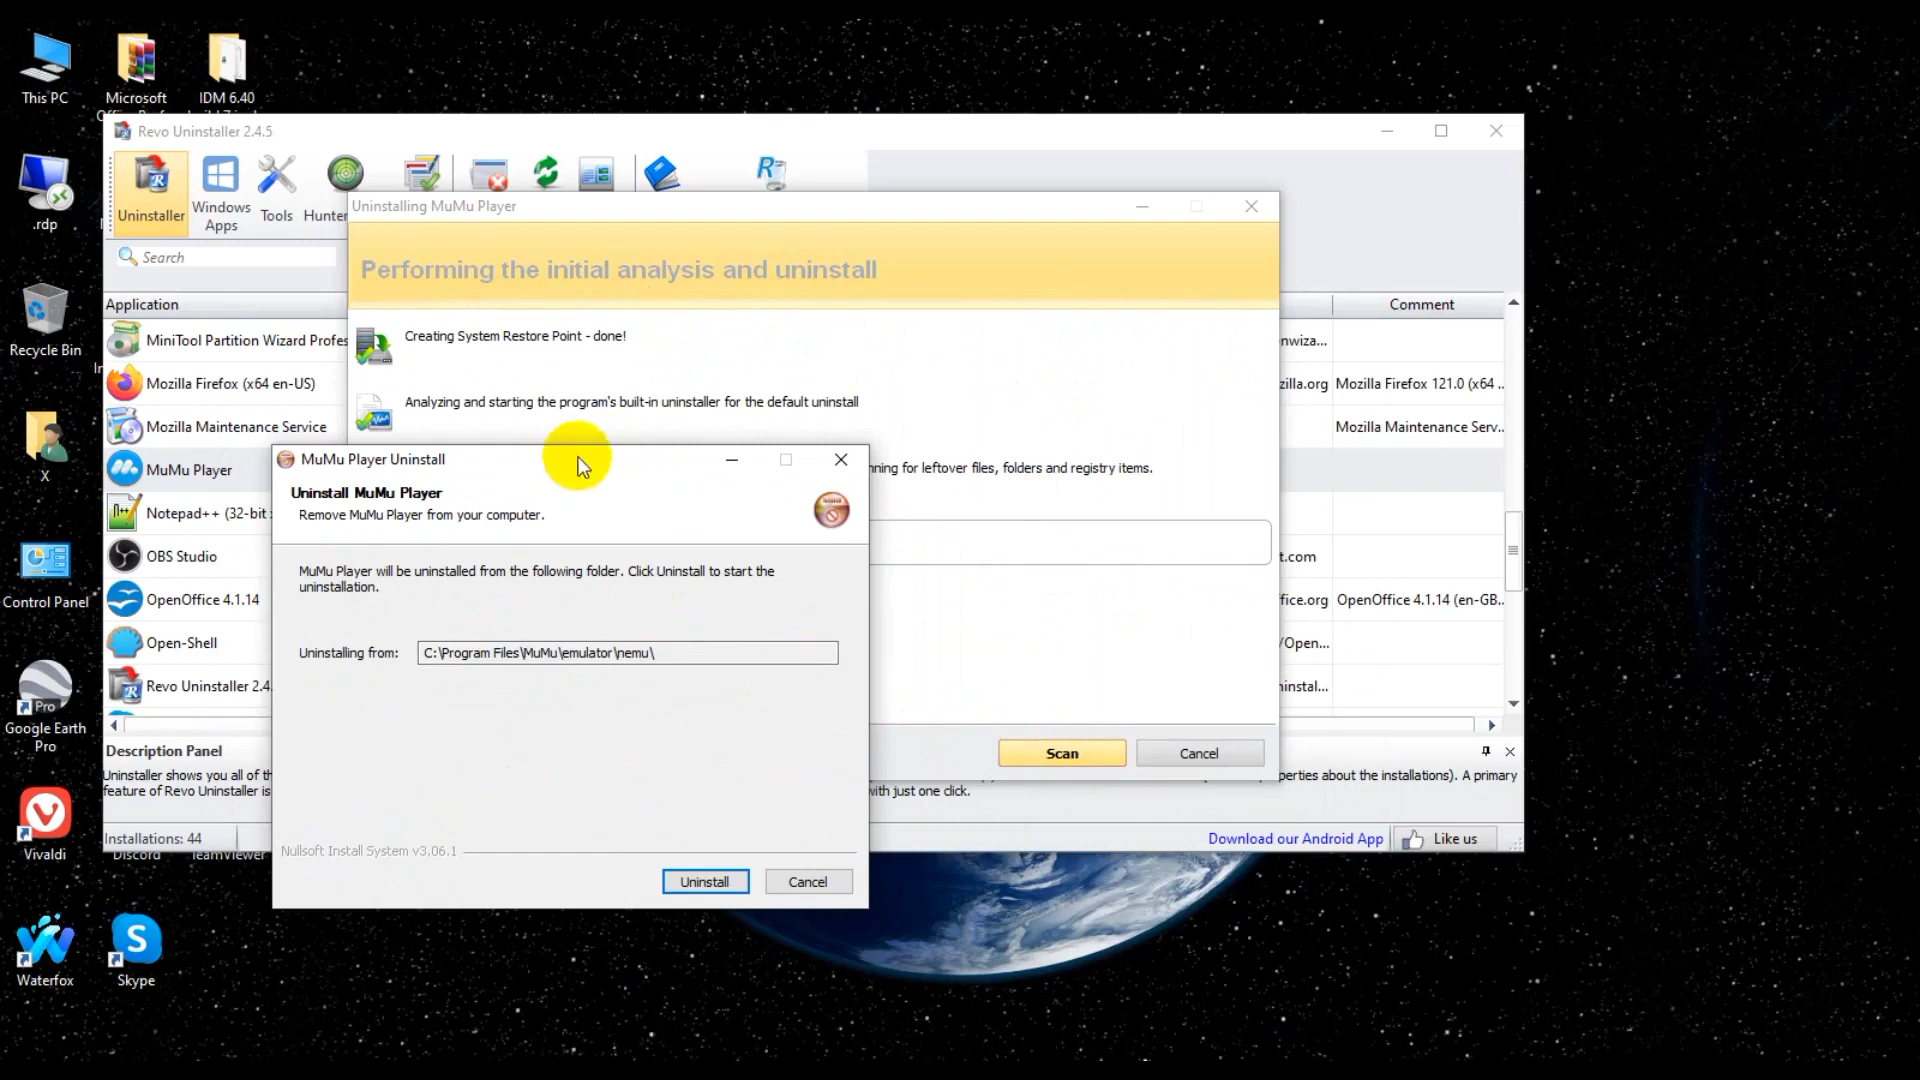 This PC
Microsoft
IDM 6.40
.rdp
Recycle Bin
X
Control Panel
Pro
Google Earth
Pro
Vivaldi
Waterfox
Skype
Discord
TeamViewer
Revo Uninstaller 2.4.5
Uninstaller
Windows
Apps
Tools
Hunter
Search
Application
Comment
MiniTool Partition Wizard Profes
nwiza...
Mozilla Firefox (x64 en-US)
zilla.org
Mozilla Firefox 121.0 (x64 ..
Mozilla Maintenance Service
Mozilla Maintenance Serv..
MuMu Player
Notepad++ (32-bit
OBS Studio
t.com
OpenOffice 4.1.14
fice.org
OpenOffice 4.1.14 (en-GB..
Open-Shell
/Open...
Revo Uninstaller 2.4.
instal...
Description Panel
Uninstaller shows you all of th
perties about the installations). A primary
feature of Revo Uninstaller is
with just one click.
Installations: 44
Download our Android App
Like us
Uninstalling MuMu Player
Performing the initial analysis and uninstall
Creating System Restore Point - done!
Analyzing and starting the program's built-in uninstaller for the default uninstall
nning for leftover files, folders and registry items.
Scan
Cancel
MuMu Player Uninstall
Uninstall MuMu Player
Remove MuMu Player from your computer.
MuMu Player will be uninstalled from the following folder. Click Uninstall to start the
uninstallation.
Uninstalling from:
C:\Program Files\MuMu\emulator\nemu\
Nullsoft Install System v3.06.1
Uninstall
Cancel